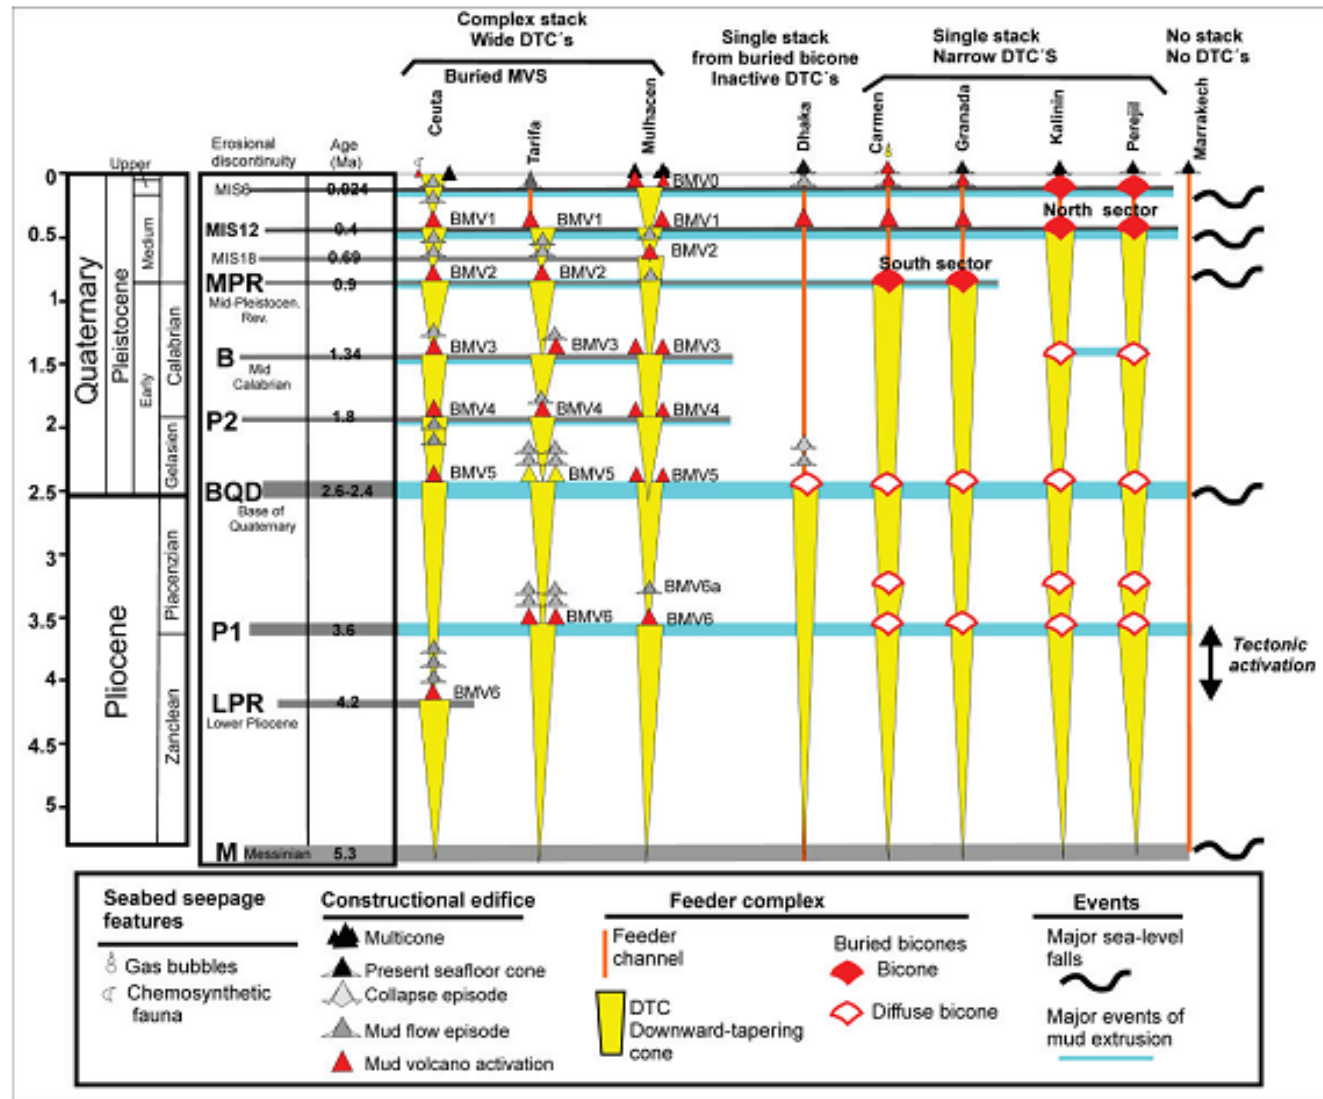 Complex stack
Wide DTC´s
Buried MVS
Single stack
from buried bicone
Inactive DTC´s
Single stack
Narrow DTC´S
No stack
No DTC´s
Ceuta
Tarifa
Mulhacen
Dhaka
Carmen
Granada
Kalinin
Perejil
Marrakech
Upper
Erosional
discontinuity
Age
(Ma)
0
MIS6
0.024
BMV0
North sector
MIS12
0.4
BMV1
BMV1
BMV1
0.5
Medium
MIS18
0.69
BMV2
South sector
MPR
Mid-Pleistocen.
Rev.
0.9
BMV2
BMV2
1
Quaternary
Pleistocene
Early
Calabrian
B
Mid
Calabrian
1.34
BMV3
BMV3
BMV3
1.5
P2
1.8
BMV4
BMV4
BMV4
2
Gelasien
BMV5
BMV5
BMV5
BQD
Base of
Quaternary
2.6-2.4
2.5
3
Pliocene
Placenzian
BMV6a
BMV6
BMV6
3.5
P1
3.6
Tectonic
activation
4
LPR
Lower Pliocene
4.2
BMV6
Zanclean
4.5
5
M Messinian 5.3
Seabed seepage
features
Gas bubbles
Chemosynthetic
fauna
Constructional edifice
Multicone
Present seafloor cone
Collapse episode
Mud flow episode
Mud volcano activation
Feeder complex
Feeder
channel
DTC
Downward-tapering
cone
Buried bicones
Bicone
Diffuse bicone
Events
Major sea-level
falls
Major events of
mud extrusion